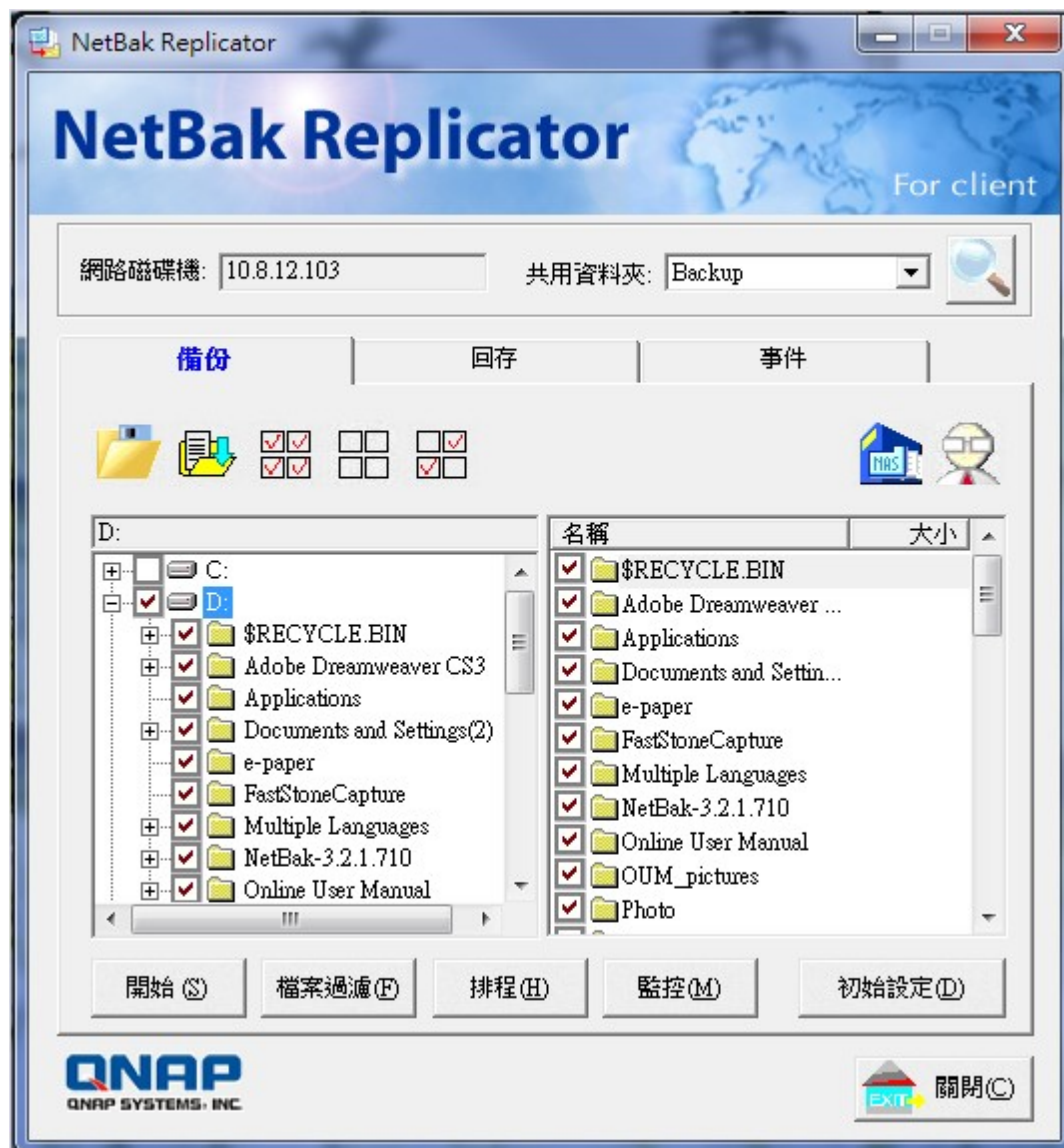 NetBak Replicator
NetBak Replicator
For client
網路磁碟機: 10.8.12.103 共用資料夾: Backup
備份 回存 事件
NAS
D:
C:
D:
$RECYCLE.BIN
Adobe Dreamweaver CS3
Applications
Documents and Settings(2)
e-paper
FastStoneCapture
Multiple Languages
NetBak-3.2.1.710
Online User Manual
名稱 大小
$RECYCLE.BIN
Adobe Dreamweaver ...
Applications
Documents and Settin...
e-paper
FastStoneCapture
Multiple Languages
NetBak-3.2.1.710
Online User Manual
OUM_pictures
Photo
開始 (S) 檔案過濾(F) 排程(H) 監控(M) 初始設定(D)
QNAP
QNAP SYSTEMS, INC.
EXIT 關閉(C)